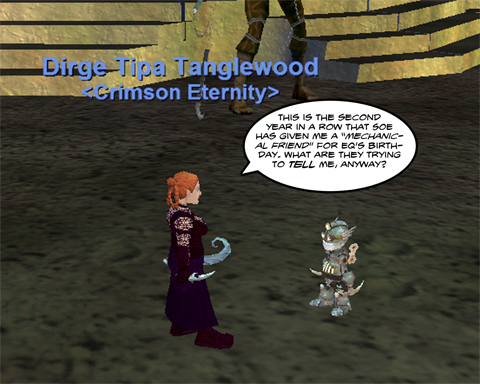 Dirge Tipa Tanglewood
<Crimson Eternity>
THIS IS THE SECOND
YEAR IN A ROW THAT SOE
HAS GIVEN ME A "MECHANIC-
AL FRIEND" FOR EQ'S BIRTH-
DAY. WHAT ARE THEY TRYING
TO TELL ME, ANYWAY?